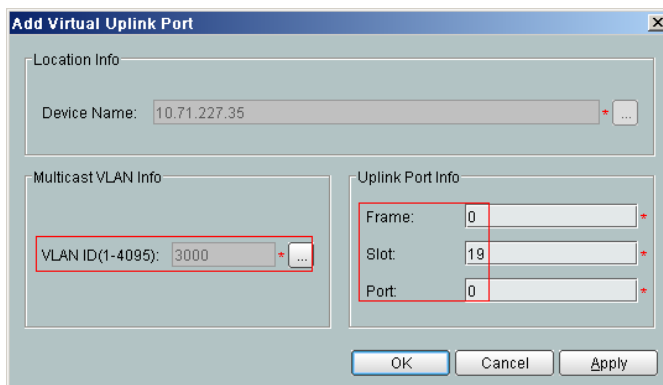 Add Virtual Uplink Port
Location Info
Device Name: 10.71.227.35 * ...
Multicast VLAN Info
VLAN ID(1-4095): 3000 * ...
Uplink Port Info
Frame: 0 *
Slot: 19 *
Port: 0 *
OK Cancel Apply